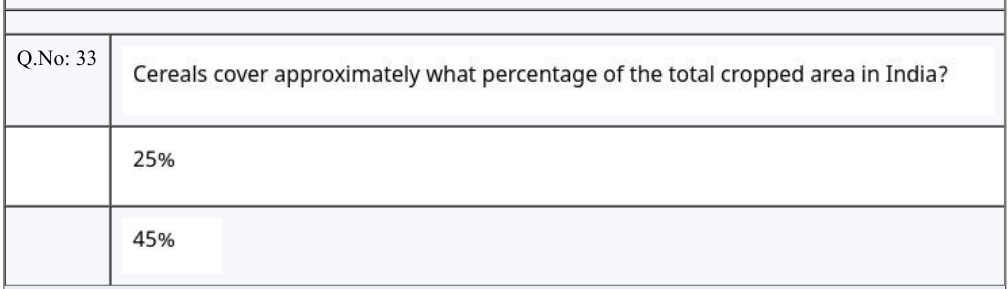 Q.No: 33
Cereals cover approximately what percentage of the total cropped area in India?
25%
45%